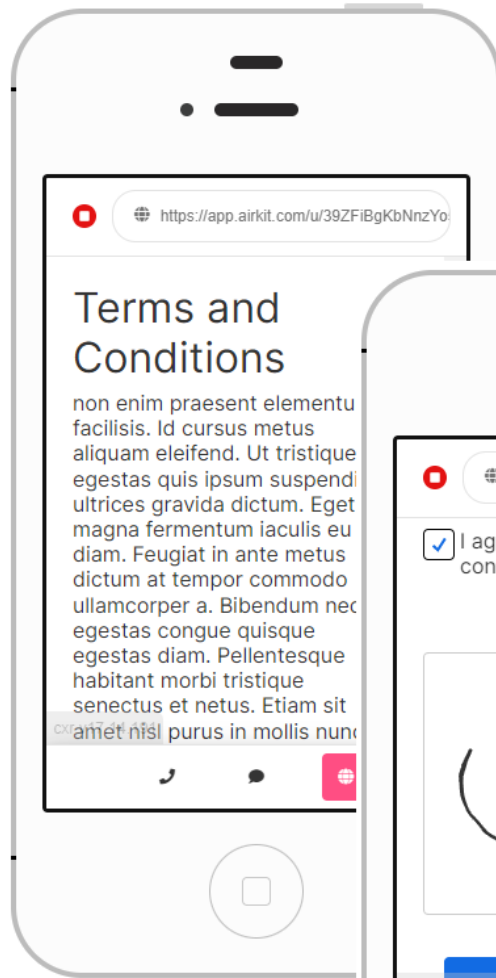 https://app.airkit.com/u/39ZFiBgKbNnzYo
Terms and
Conditions
non enim praesent elementu
facilisis. Id cursus metus
aliquam eleifend. Ut tristique
egestas quis ipsum suspendi
ultrices gravida dictum. Eget
magna fermentum iaculis eu
diam. Feugiat in ante metus
dictum at tempor commodo
ullamcorper a. Bibendum nec
egestas congue quisque
egestas diam. Pellentesque
habitant morbi tristique
senectus et netus. Etiam sit
amet nisl purus in mollis nunc
I ag
con